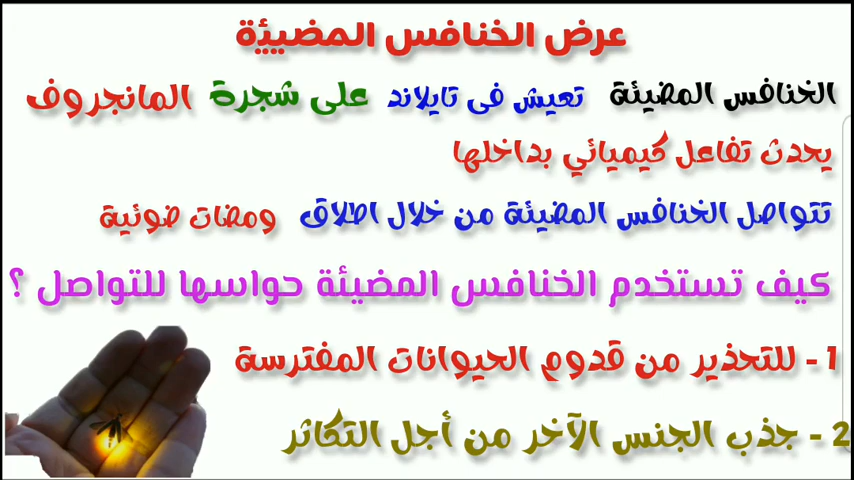 عرض الخنافس المضيئة
الخنافس المضيئة تعيش فى تايلاند على شجرة المانجروف
يحدث تفاعل كيميائي بداخلها
تتواصل الخنافس المضيئة من خلال اطلاق ومضات ضوئية
كيف تستخدم الخنافس المضيئة حواسها للتواصل ؟
1 - للتحذير من قدوم الحيوانات المفترسة
2 - جذب الجنس الآخر من أجل التكاثر